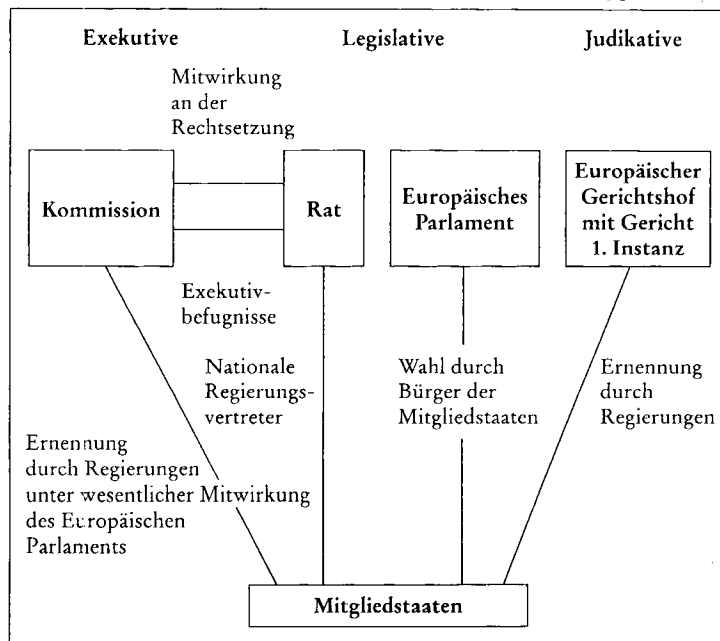 Exekutive Legislative Judikative
Mitwirkung
an der
Rechtsetzung
Kommission
Rat
Europäisches
Parlament
Europäischer
Gerichtshof
mit Gericht
1. Instanz
Exekutiv-
befugnisse
Nationale
Regierungs-
vertreter
Wahl durch
Bürger der
Mitgliedstaaten
Ernennung
durch
Regierungen
Ernennung
durch Regierungen
unter wesentlicher Mitwirkung
des Europäischen
Parlaments
Mitgliedstaaten